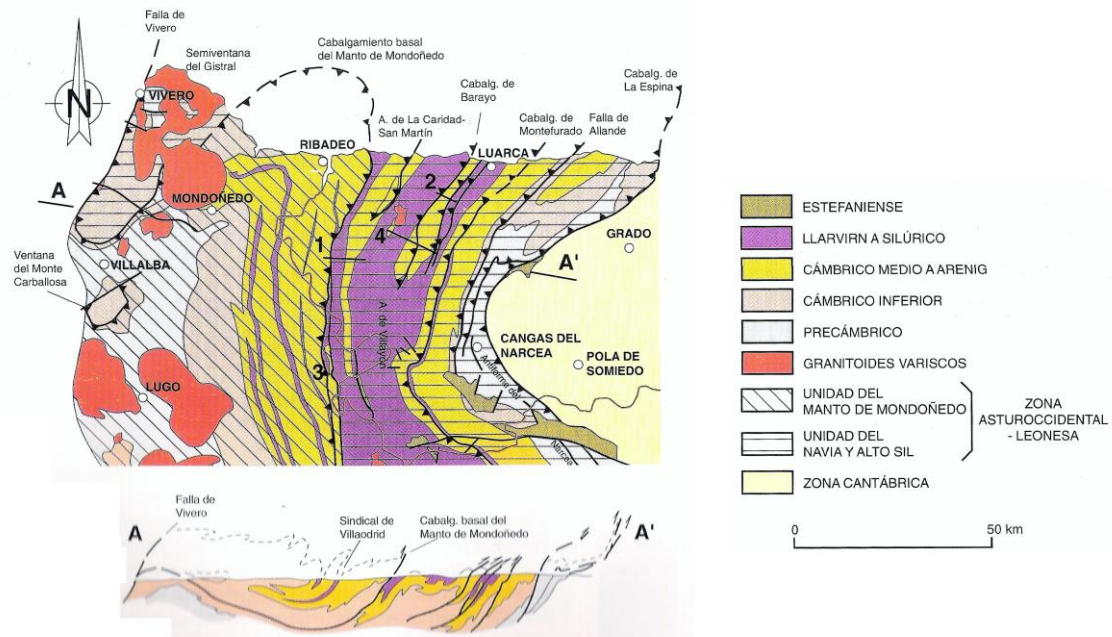 Falla de
Vivero
Semiventana
del Gistral
Cabalgamiento basal
del Manto de Mondoñedo
Cabalg. de
La Espina
Cabalg. de
Barayo
A. de La Caridad-
San Martín
Cabalg. de
Montefurado
Falla de
Allande
N
VIVERO
RIBADEO
LUARCA
A
MONDOÑEDO
2
GRADO
4
1
A'
Ventana
del Monte
Carballosa
VILLALBA
A. de Villayón
CANGAS DEL
NARCEA
POLA DE
SOMIEDO
3
LUGO
Antiforme del
Narcea
ESTEFANIENSE
LLARVIRN A SILÚRICO
CÁMBRICO MEDIO A ARENIG
CÁMBRICO INFERIOR
PRECÁMBRICO
GRANITOIDES VARISCOS
UNIDAD DEL
MANTO DE MONDOÑEDO
UNIDAD DEL
NAVIA Y ALTO SIL
ZONA
ASTUROCCIDENTAL
- LEONESA
ZONA CANTÁBRICA
0
50 km
A
Falla de
Vivero
Sindical de
Villaodrid
Cabalg. basal del
Manto de Mondoñedo
A'